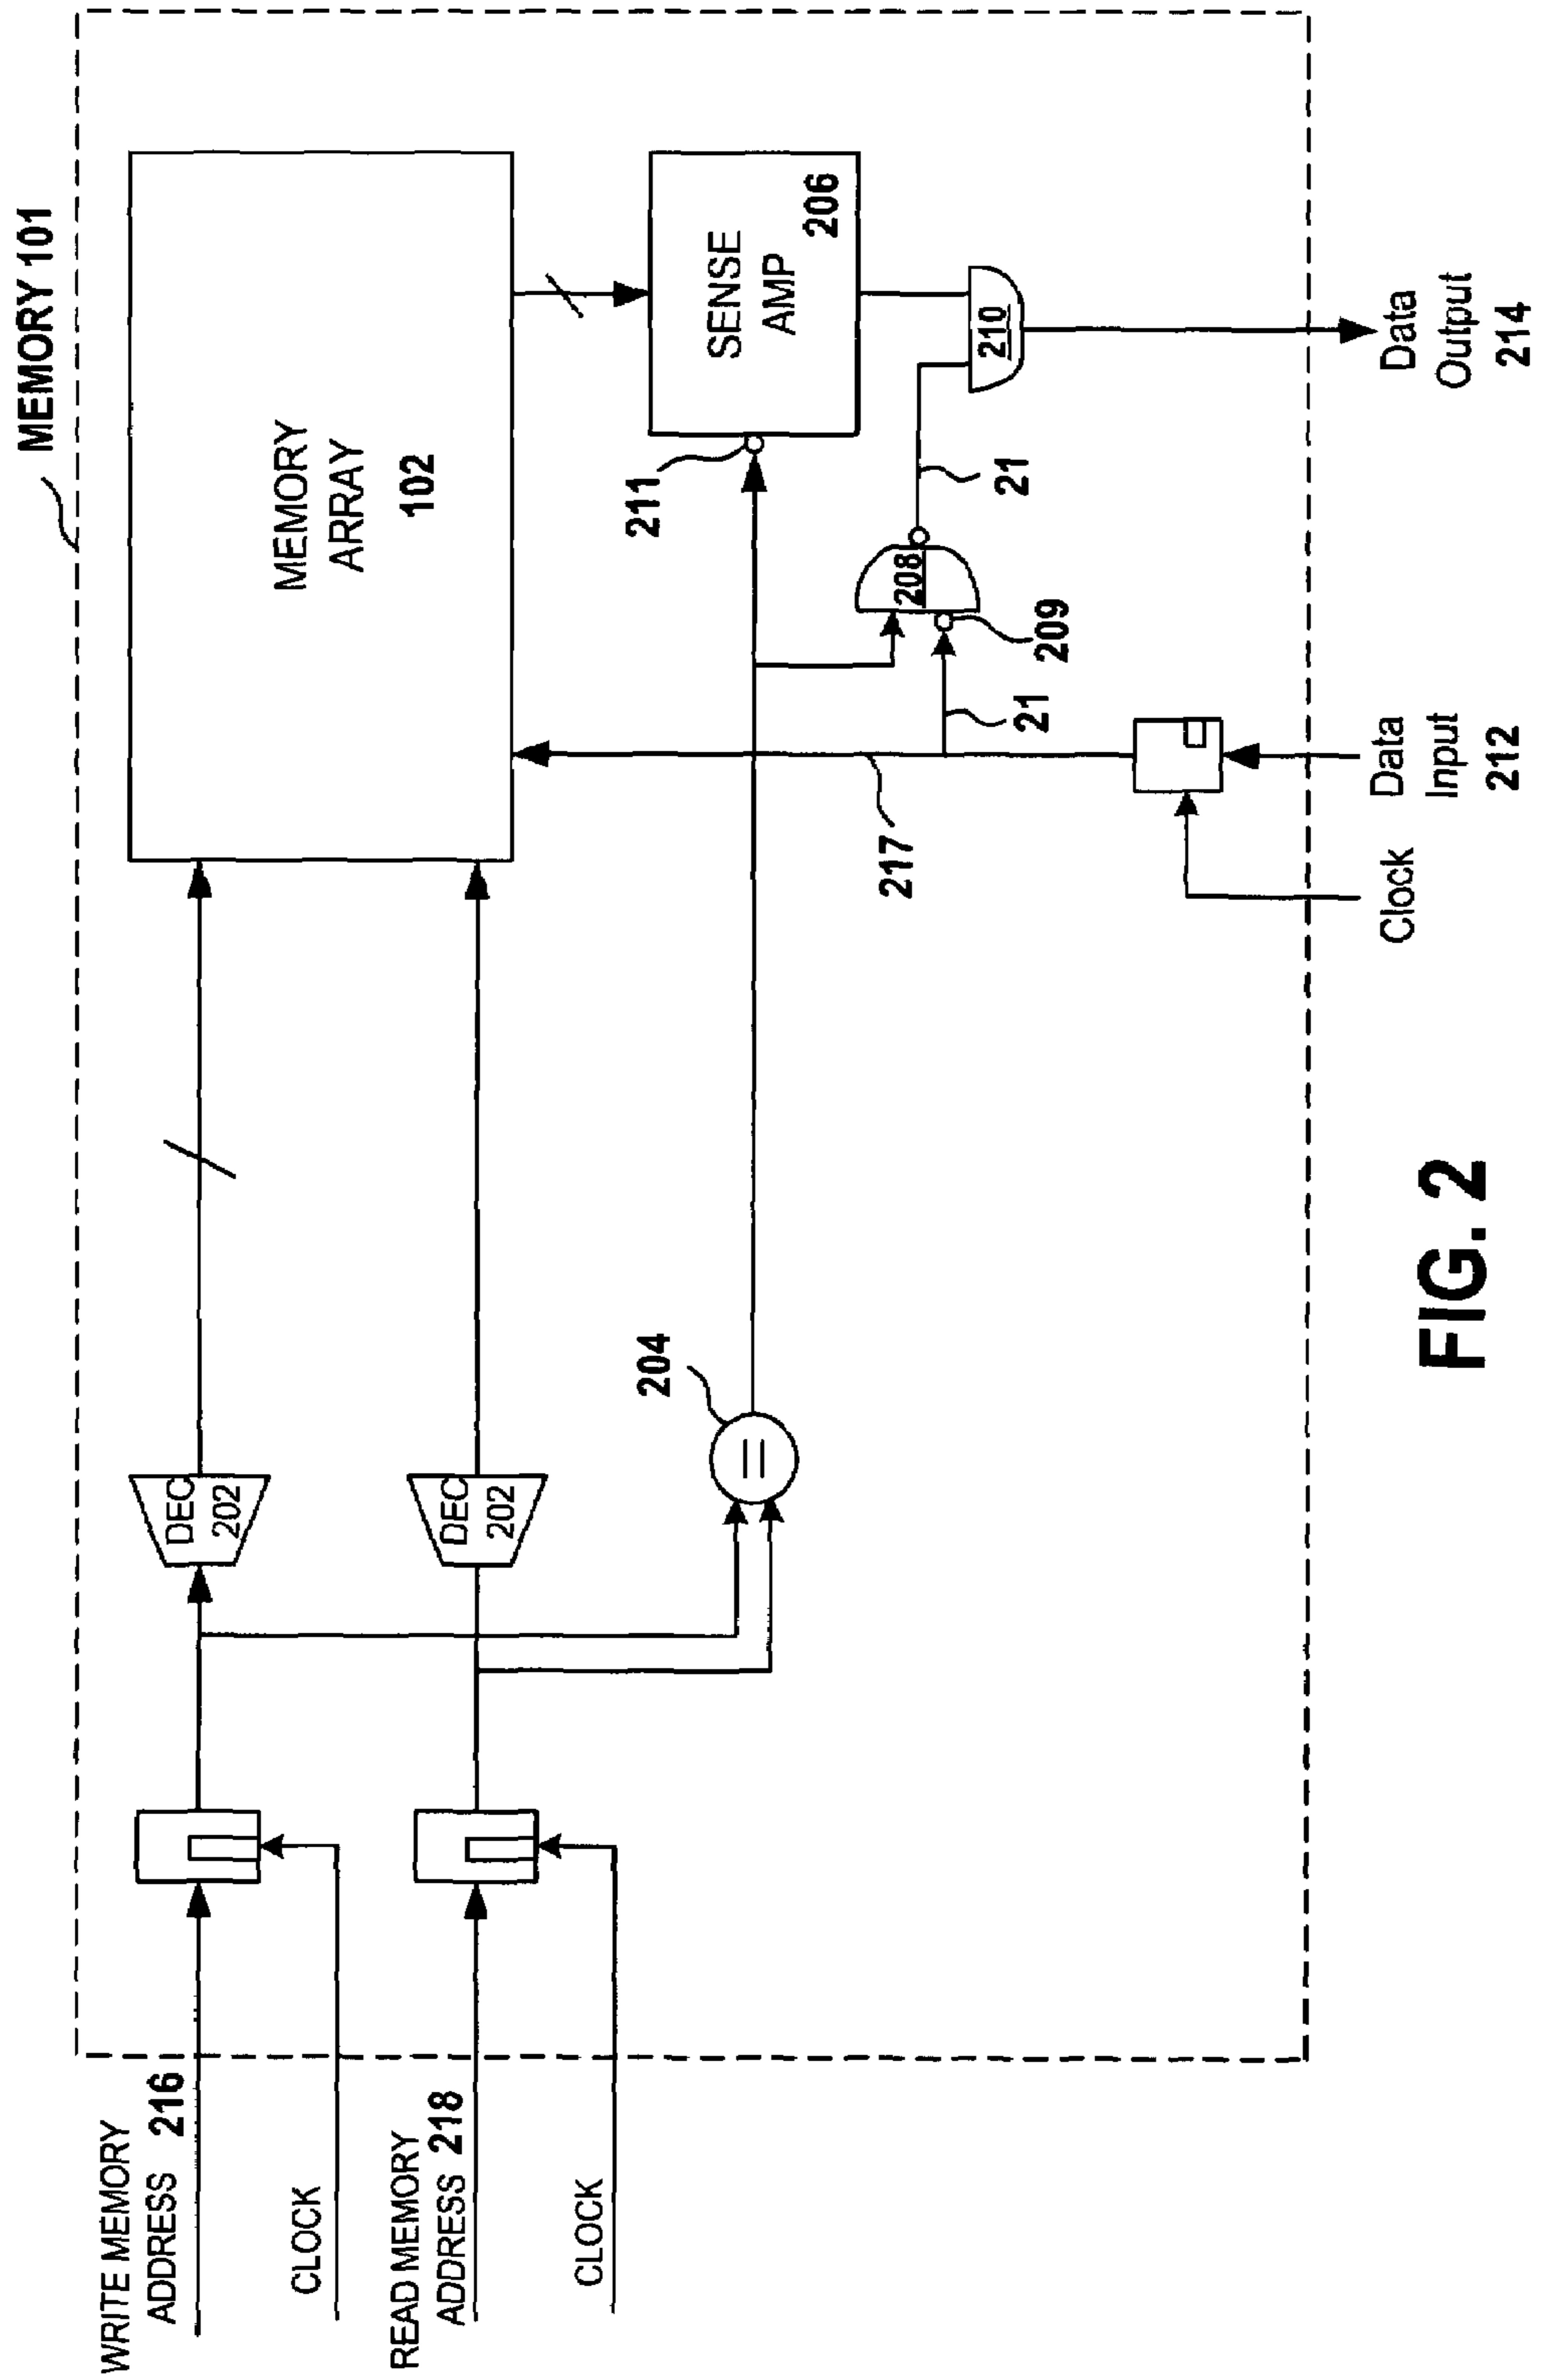 MEMORY 101
MEMORY
ARRAY
102
SENSE
AMP
206
211
210
208
209
21
21
217
204
DEC
202
DEC
202
WRITE MEMORY
ADDRESS 216
CLOCK
READ MEMORY
ADDRESS 218
CLOCK
Clock
Data
Input
212
Data
Output
214
FIG. 2